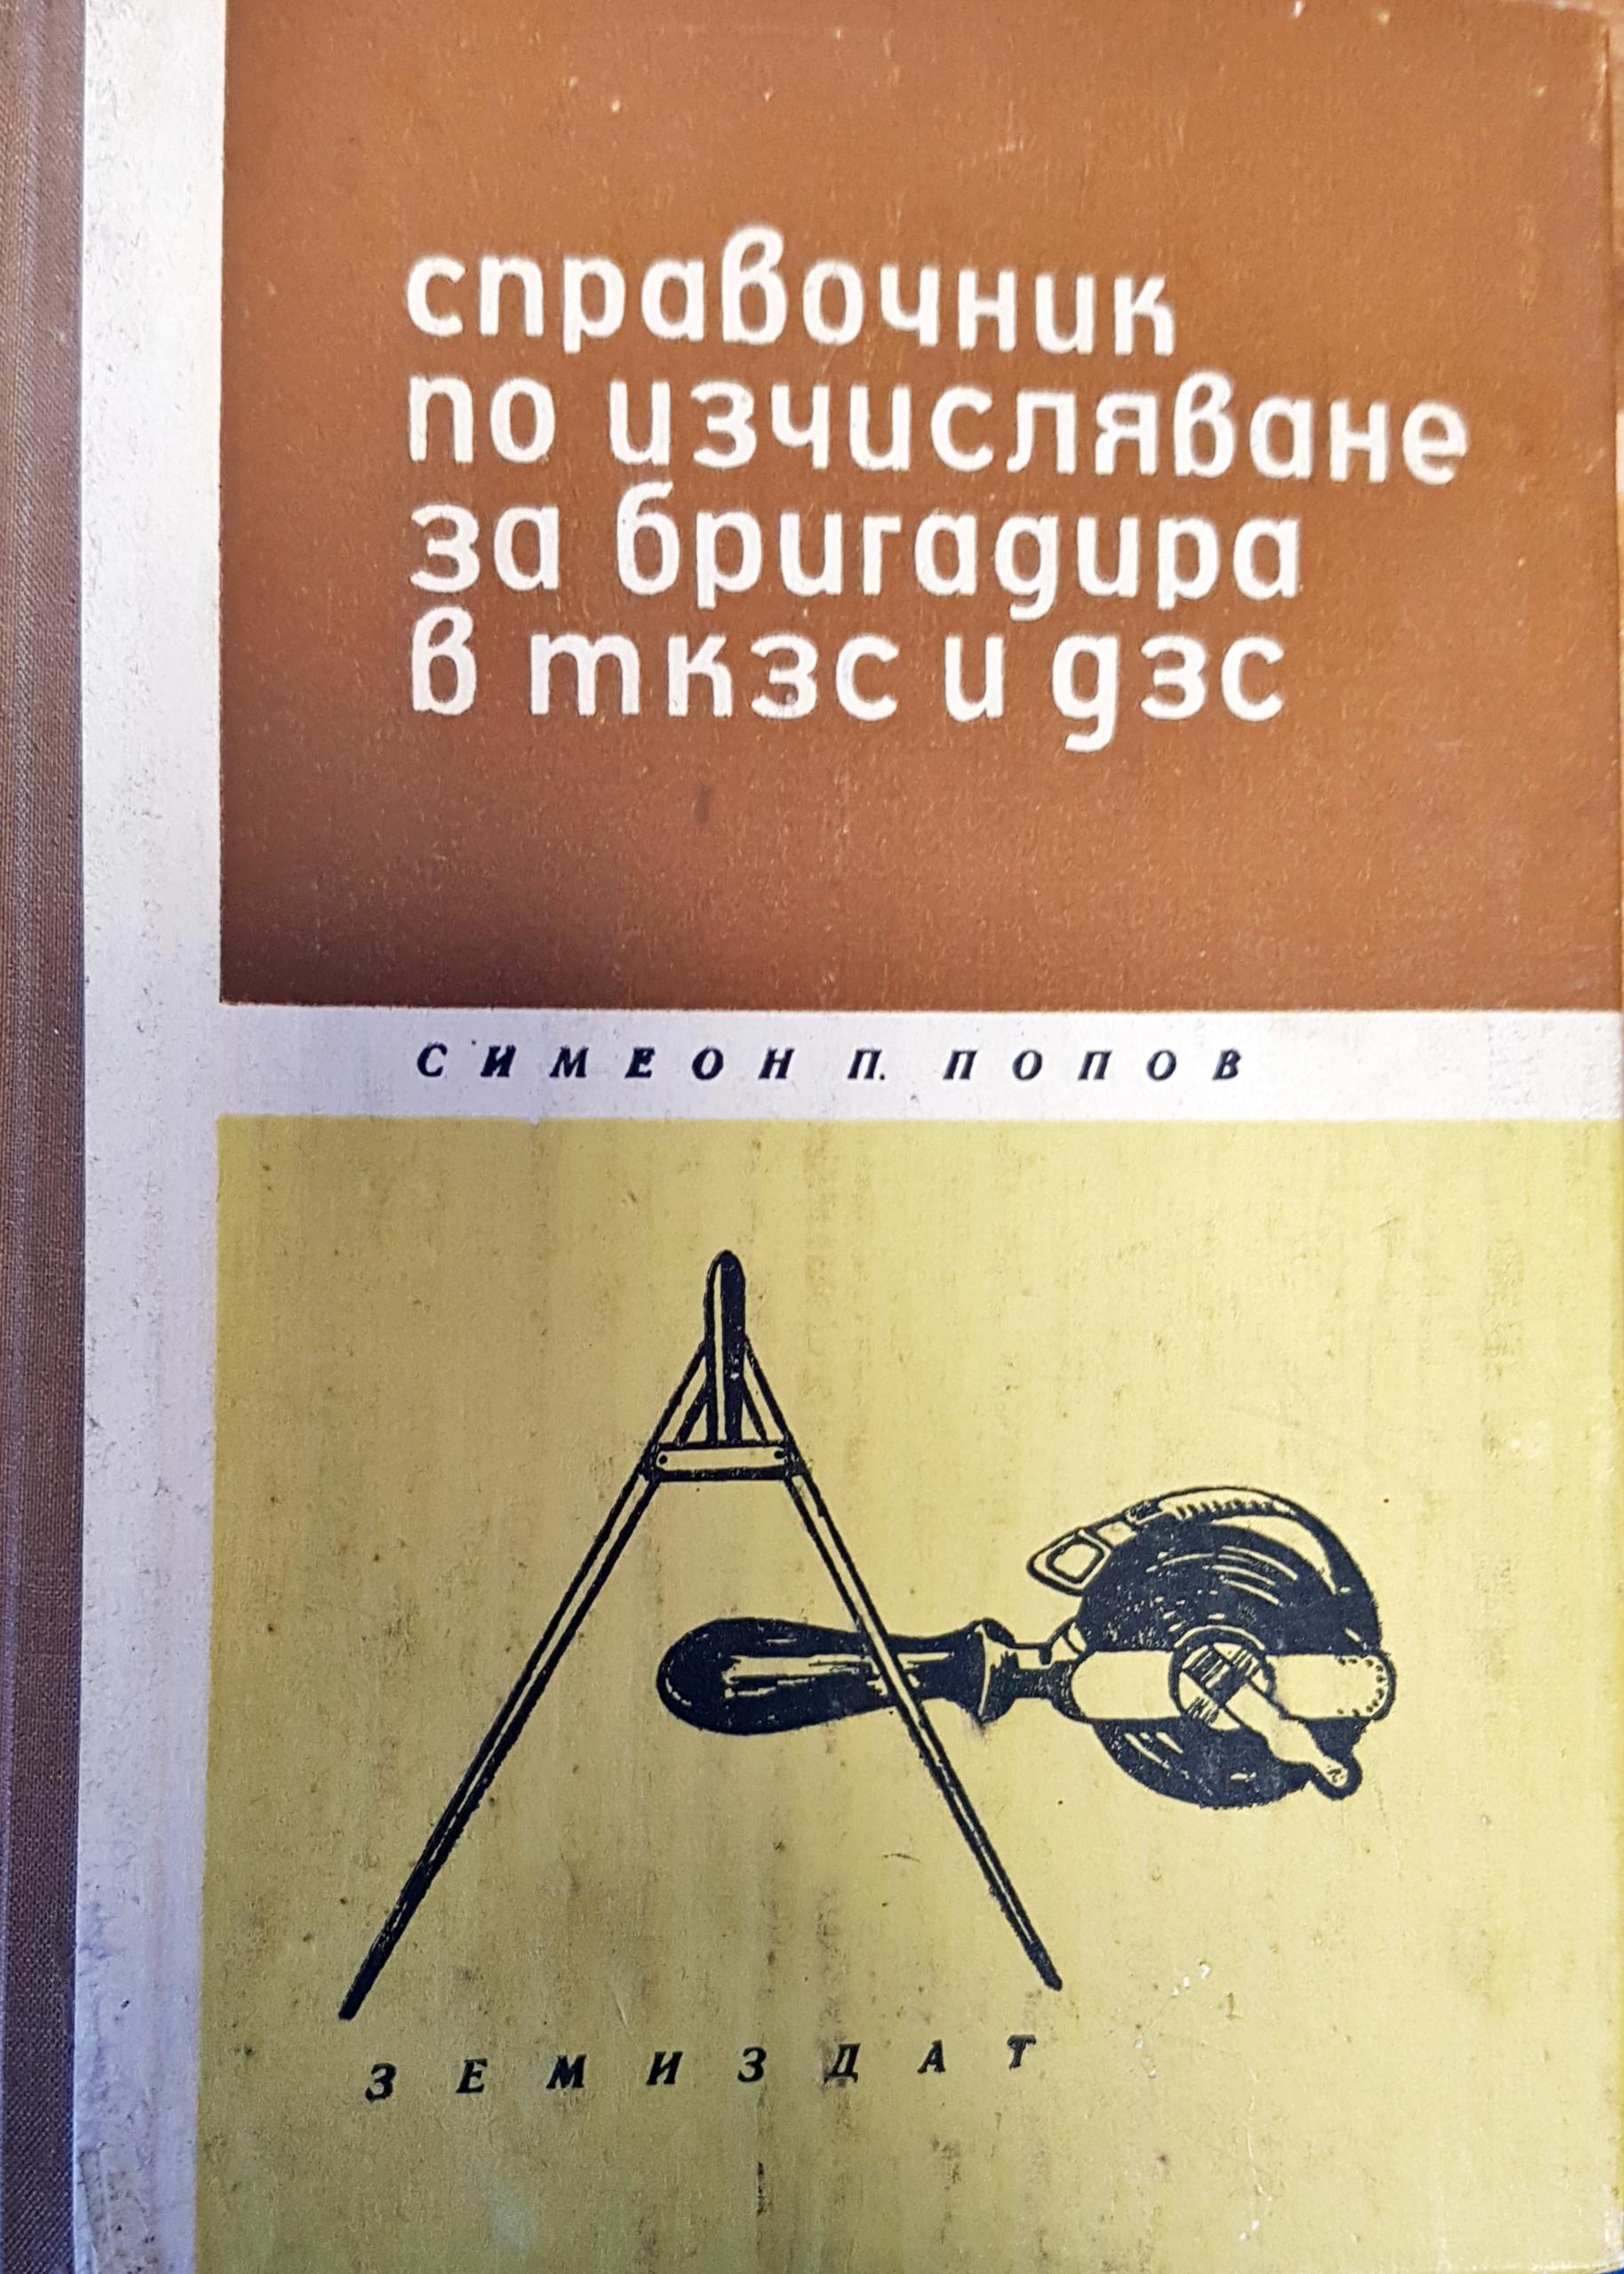 справочник
по изчисляване
за бригадира
в ткзс и дзс
СИМЕОН П. ПОПОВ
ЗЕМИЗДАТ